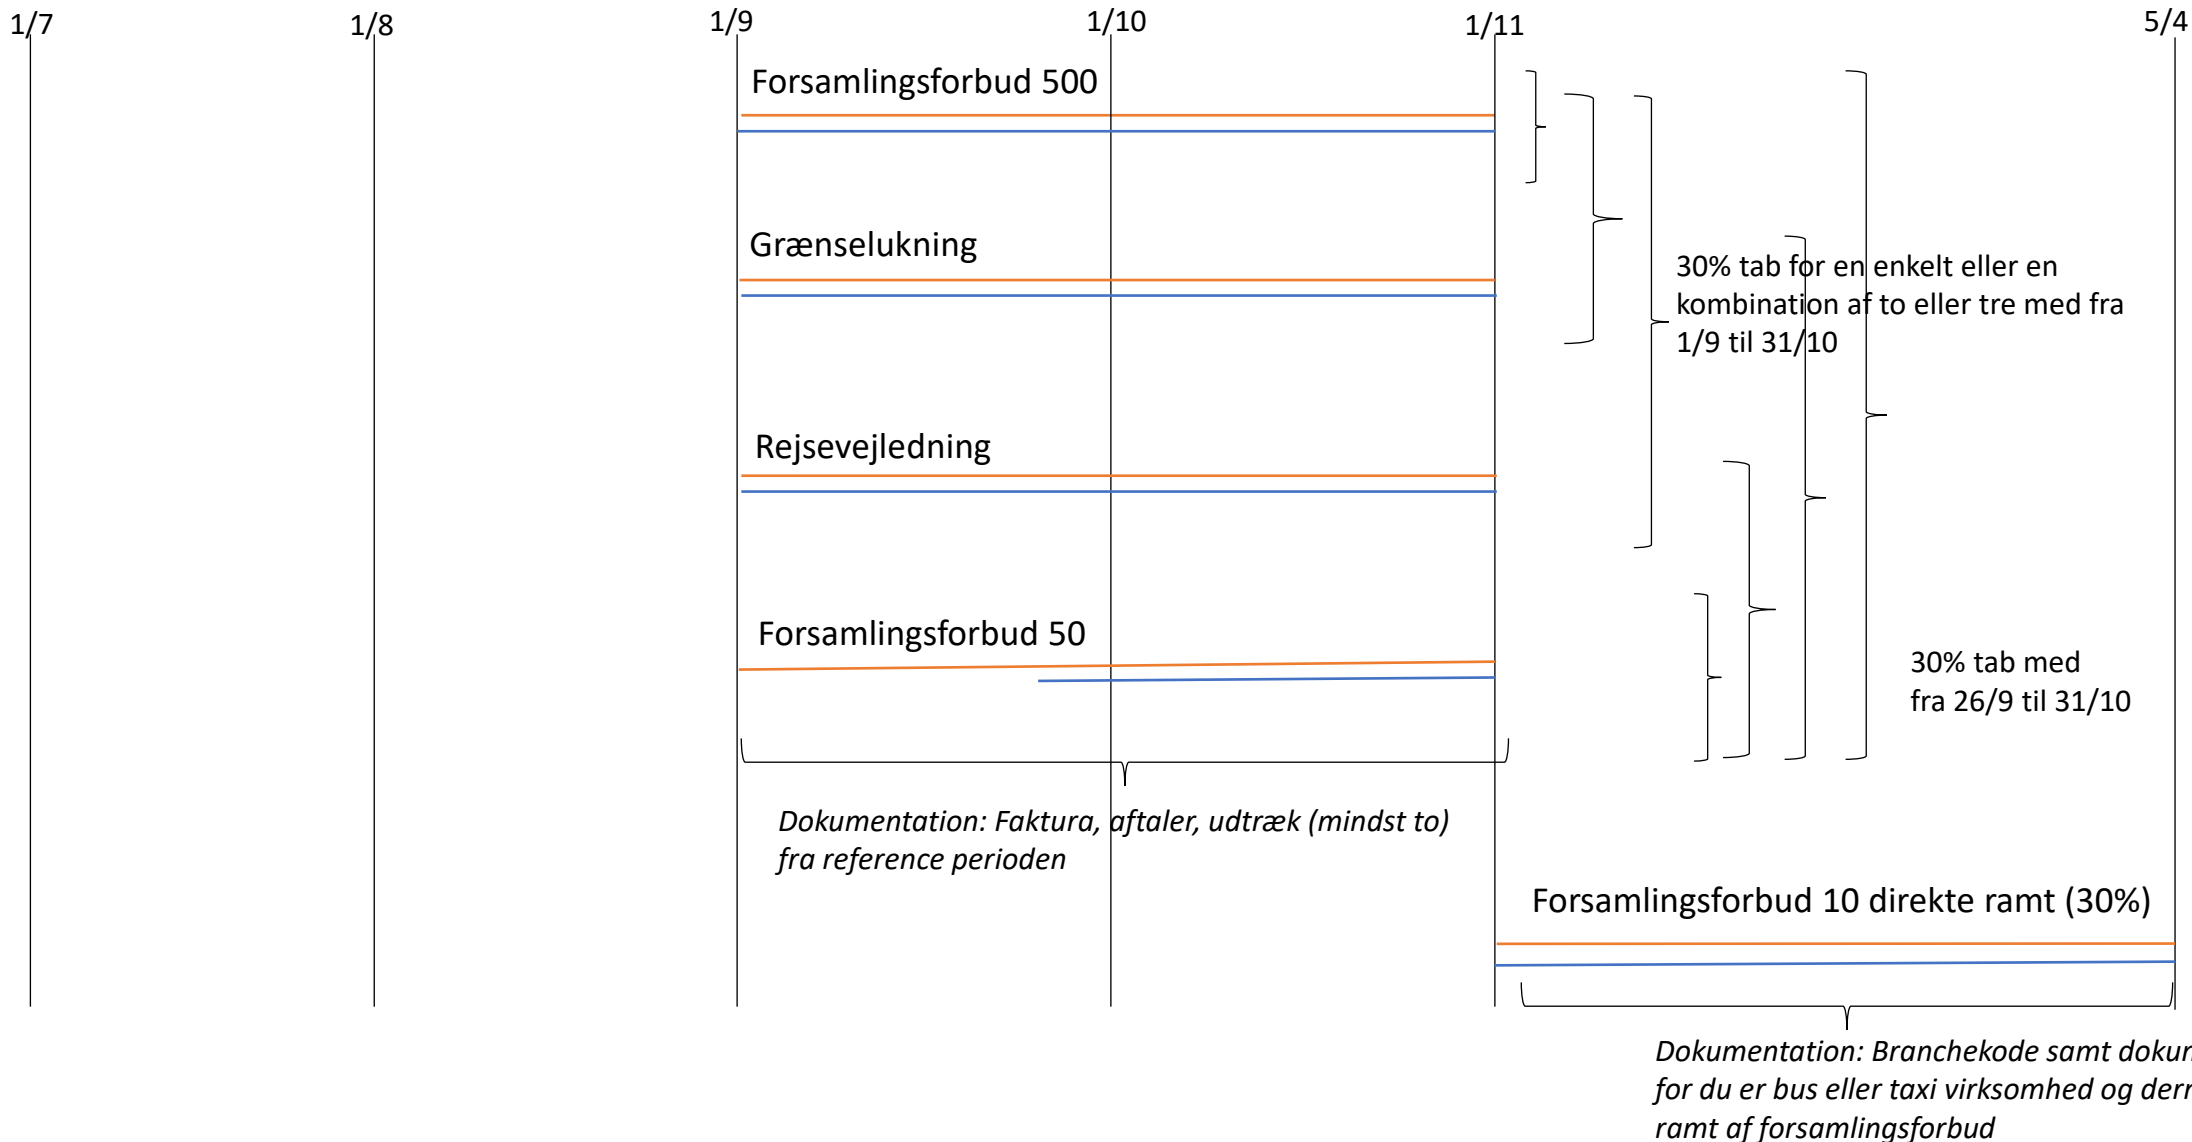 1/7
1/8
1/9
1/10
1/11
5/4
Forsamlingsforbud 500
Grænselukning
30% tab for en enkelt eller en
kombination af to eller tre med fra
1/9 til 31/10
Rejsevejledning
Forsamlingsforbud 50
30% tab med
fra 26/9 til 31/10
Dokumentation: Faktura, aftaler, udtræk (mindst to)
fra reference perioden
Forsamlingsforbud 10 direkte ramt (30%)
Dokumentation: Branchekode samt
for du er bus eller taxi virksomhed og
ramt af forsamlingsforbud